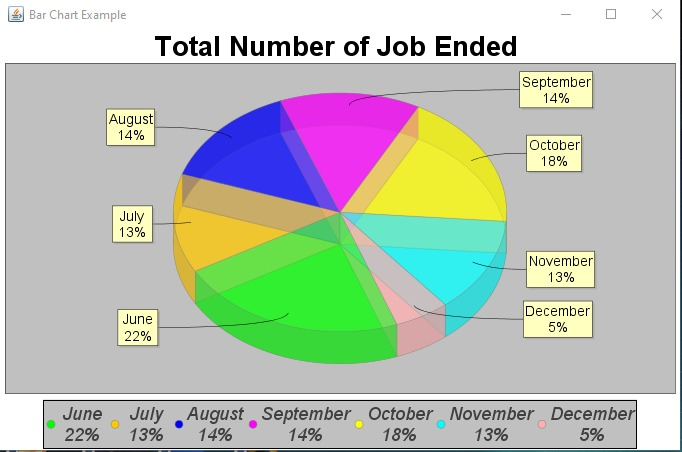 Bar Chart Example
Total Number of Job Ended
September
14%
August
14%
October
18%
July
13%
November
13%
December
5%
June
22%
June July August September October November December
22% 13% 14% 14% 18% 13% 5%